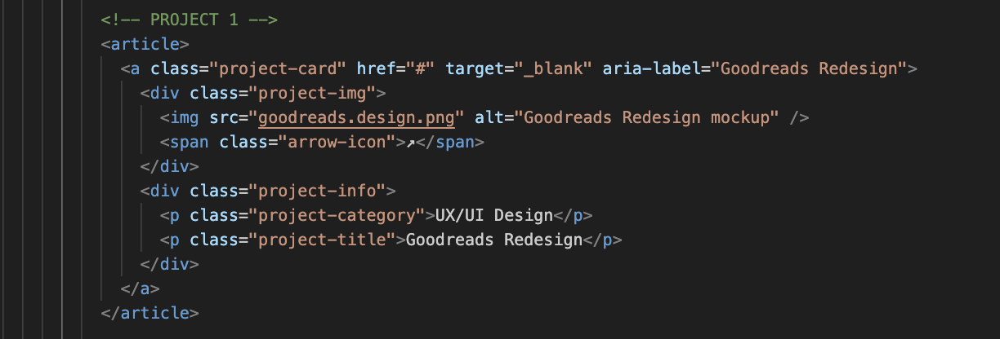 <!-- PROJECT 1 -->
<article>
<a class="project-card" href="#" target="_blank" aria-label="Goodreads Redesign">
<div class="project-img">
<img src="goodreads.design.png" alt="Goodreads Redesign mockup" />
<span class="arrow-icon">↗</span>
</div>
<div class="project-info">
<p class="project-category">UX/UI Design</p>
<p class="project-title">Goodreads Redesign</p>
</div>
</a>
</article>